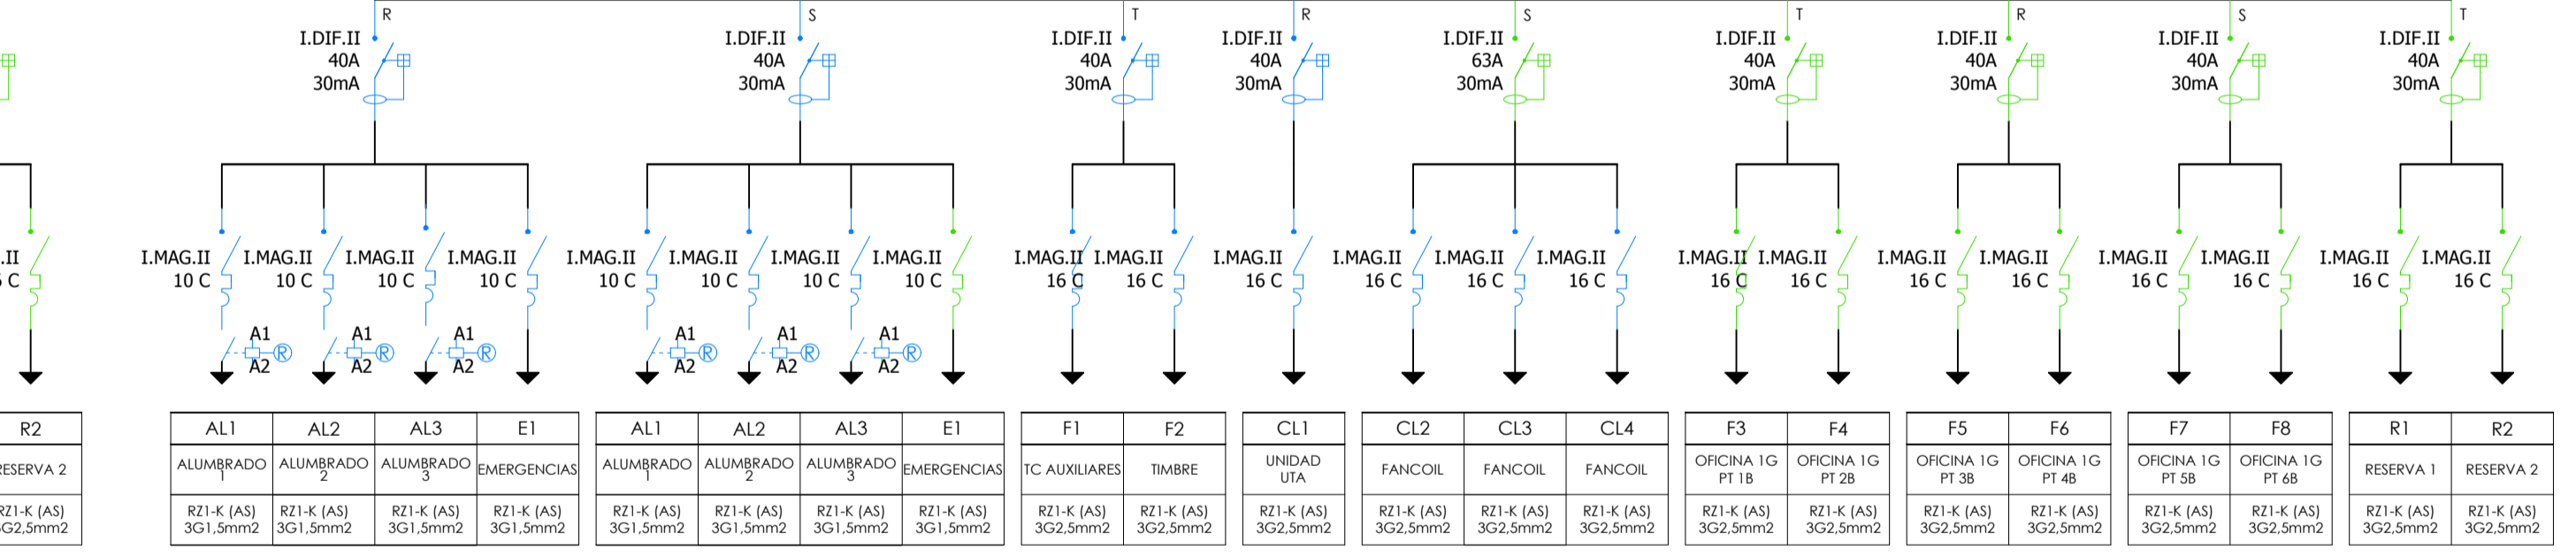 R S T R S T R S T
I.DIF.II I.DIF.II I.DIF.II I.DIF.II I.DIF.II I.DIF.II I.DIF.II I.DIF.II I.DIF.II
40A 40A 40A 40A 63A 40A 40A 40A 40A
30mA 30mA 30mA 30mA 30mA 30mA 30mA 30mA 30mA
.II I.MAG.II I.MAG.II I.MAG.II I.MAG.II I.MAG.II I.MAG.II I.MAG.II I.MAG.II I.MAG.II I.MAG.II I.MAG.II I.MAG.II I.MAG.II I.MAG.II I.MAG.II I.MAG.II I.MAG.II I.MAG.II I.MAG.II I.MAG.II I.MAG.II I.MAG.II
C 10 C 10 C 10 C 10 C 10 C 10 C 10 C 10 C 16 C 16 C 16 C 16 C 16 C 16 C 16 C 16 C 16 C 16 C 16 C 16 C 16 C 16 C
A1 A1 A1 A1 A1 A1
R R R R R R
A2 A2 A2 A2 A2 A2
R2 AL1 AL2 AL3 E1 AL1 AL2 AL3 E1 F1 F2 CL1 CL2 CL3 CL4 F3 F4 F5 F6 F7 F8 R1 R2
ALUMBRADO ALUMBRADO ALUMBRADO ALUMBRADO ALUMBRADO ALUMBRADO UNIDAD OFICINA 1G OFICINA 1G OFICINA 1G OFICINA 1G OFICINA 1G OFICINA 1G
ESERVA 2 EMERGENCIAS EMERGENCIAS TC AUXILIARES TIMBRE FANCOIL FANCOIL FANCOIL RESERVA 1 RESERVA 2
1 2 3 1 2 3 UTA PT 1B PT 2B PT 3B PT 4B PT 5B PT 6B
RZ1-K (AS) RZ1-K (AS) RZ1-K (AS) RZ1-K (AS) RZ1-K (AS) RZ1-K (AS) RZ1-K (AS) RZ1-K (AS) RZ1-K (AS) RZ1-K (AS) RZ1-K (AS) RZ1-K (AS) RZ1-K (AS) RZ1-K (AS) RZ1-K (AS) RZ1-K (AS) RZ1-K (AS) RZ1-K (AS) RZ1-K (AS) RZ1-K (AS) RZ1-K (AS) RZ1-K (AS) RZ1-K (AS)
G2,5mm2 3G1,5mm2 3G1,5mm2 3G1,5mm2 3G1,5mm2 3G1,5mm2 3G1,5mm2 3G1,5mm2 3G1,5mm2 3G2,5mm2 3G2,5mm2 3G2,5mm2 3G2,5mm2 3G2,5mm2 3G2,5mm2 3G2,5mm2 3G2,5mm2 3G2,5mm2 3G2,5mm2 3G2,5mm2 3G2,5mm2 3G2,5mm2 3G2,5mm2